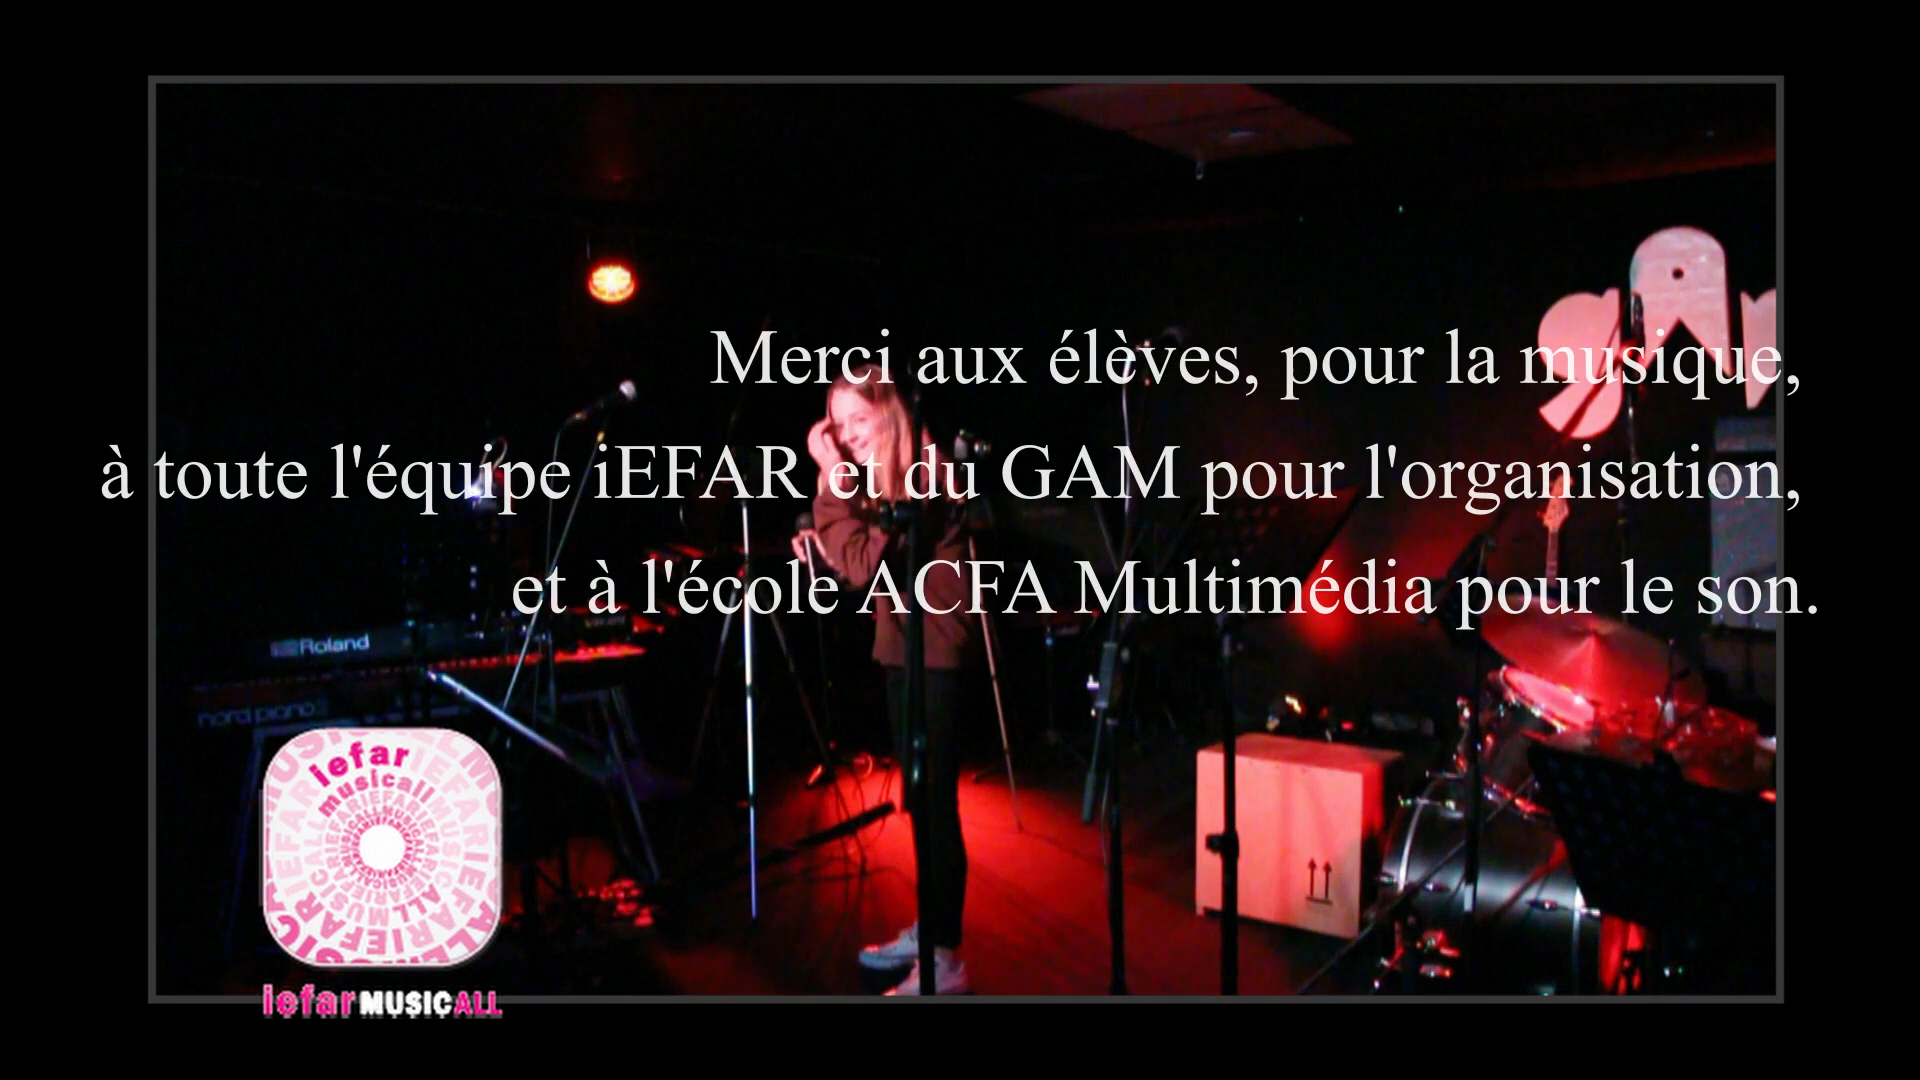 gAM
Merci aux élèves, pour la musique,
à toute l'équipe iEFAR et du GAM pour l'organisation,
et à l'école ACFA Multimédia pour le son.
Roland
nord piano
iefar
musicall
iefarMUSICALL